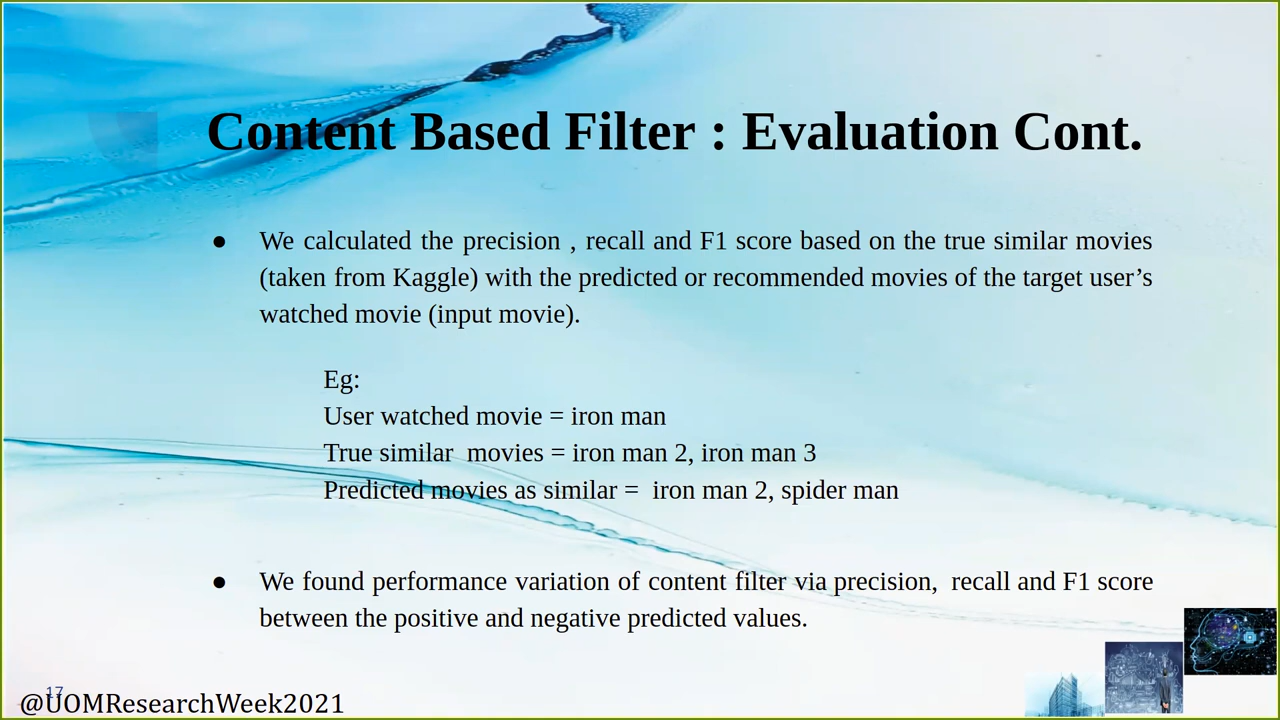 Content Based Filter : Evaluation Cont.
● We calculated the precision , recall and F1 score based on the true similar movies
(taken from Kaggle) with the predicted or recommended movies of the target user’s
watched movie (input movie).
Eg:
User watched movie = iron man
True similar movies = iron man 2, iron man 3
Predicted movies as similar = iron man 2, spider man
● We found performance variation of content filter via precision, recall and F1 score
between the positive and negative predicted values.
17
@UOMResearchWeek2021